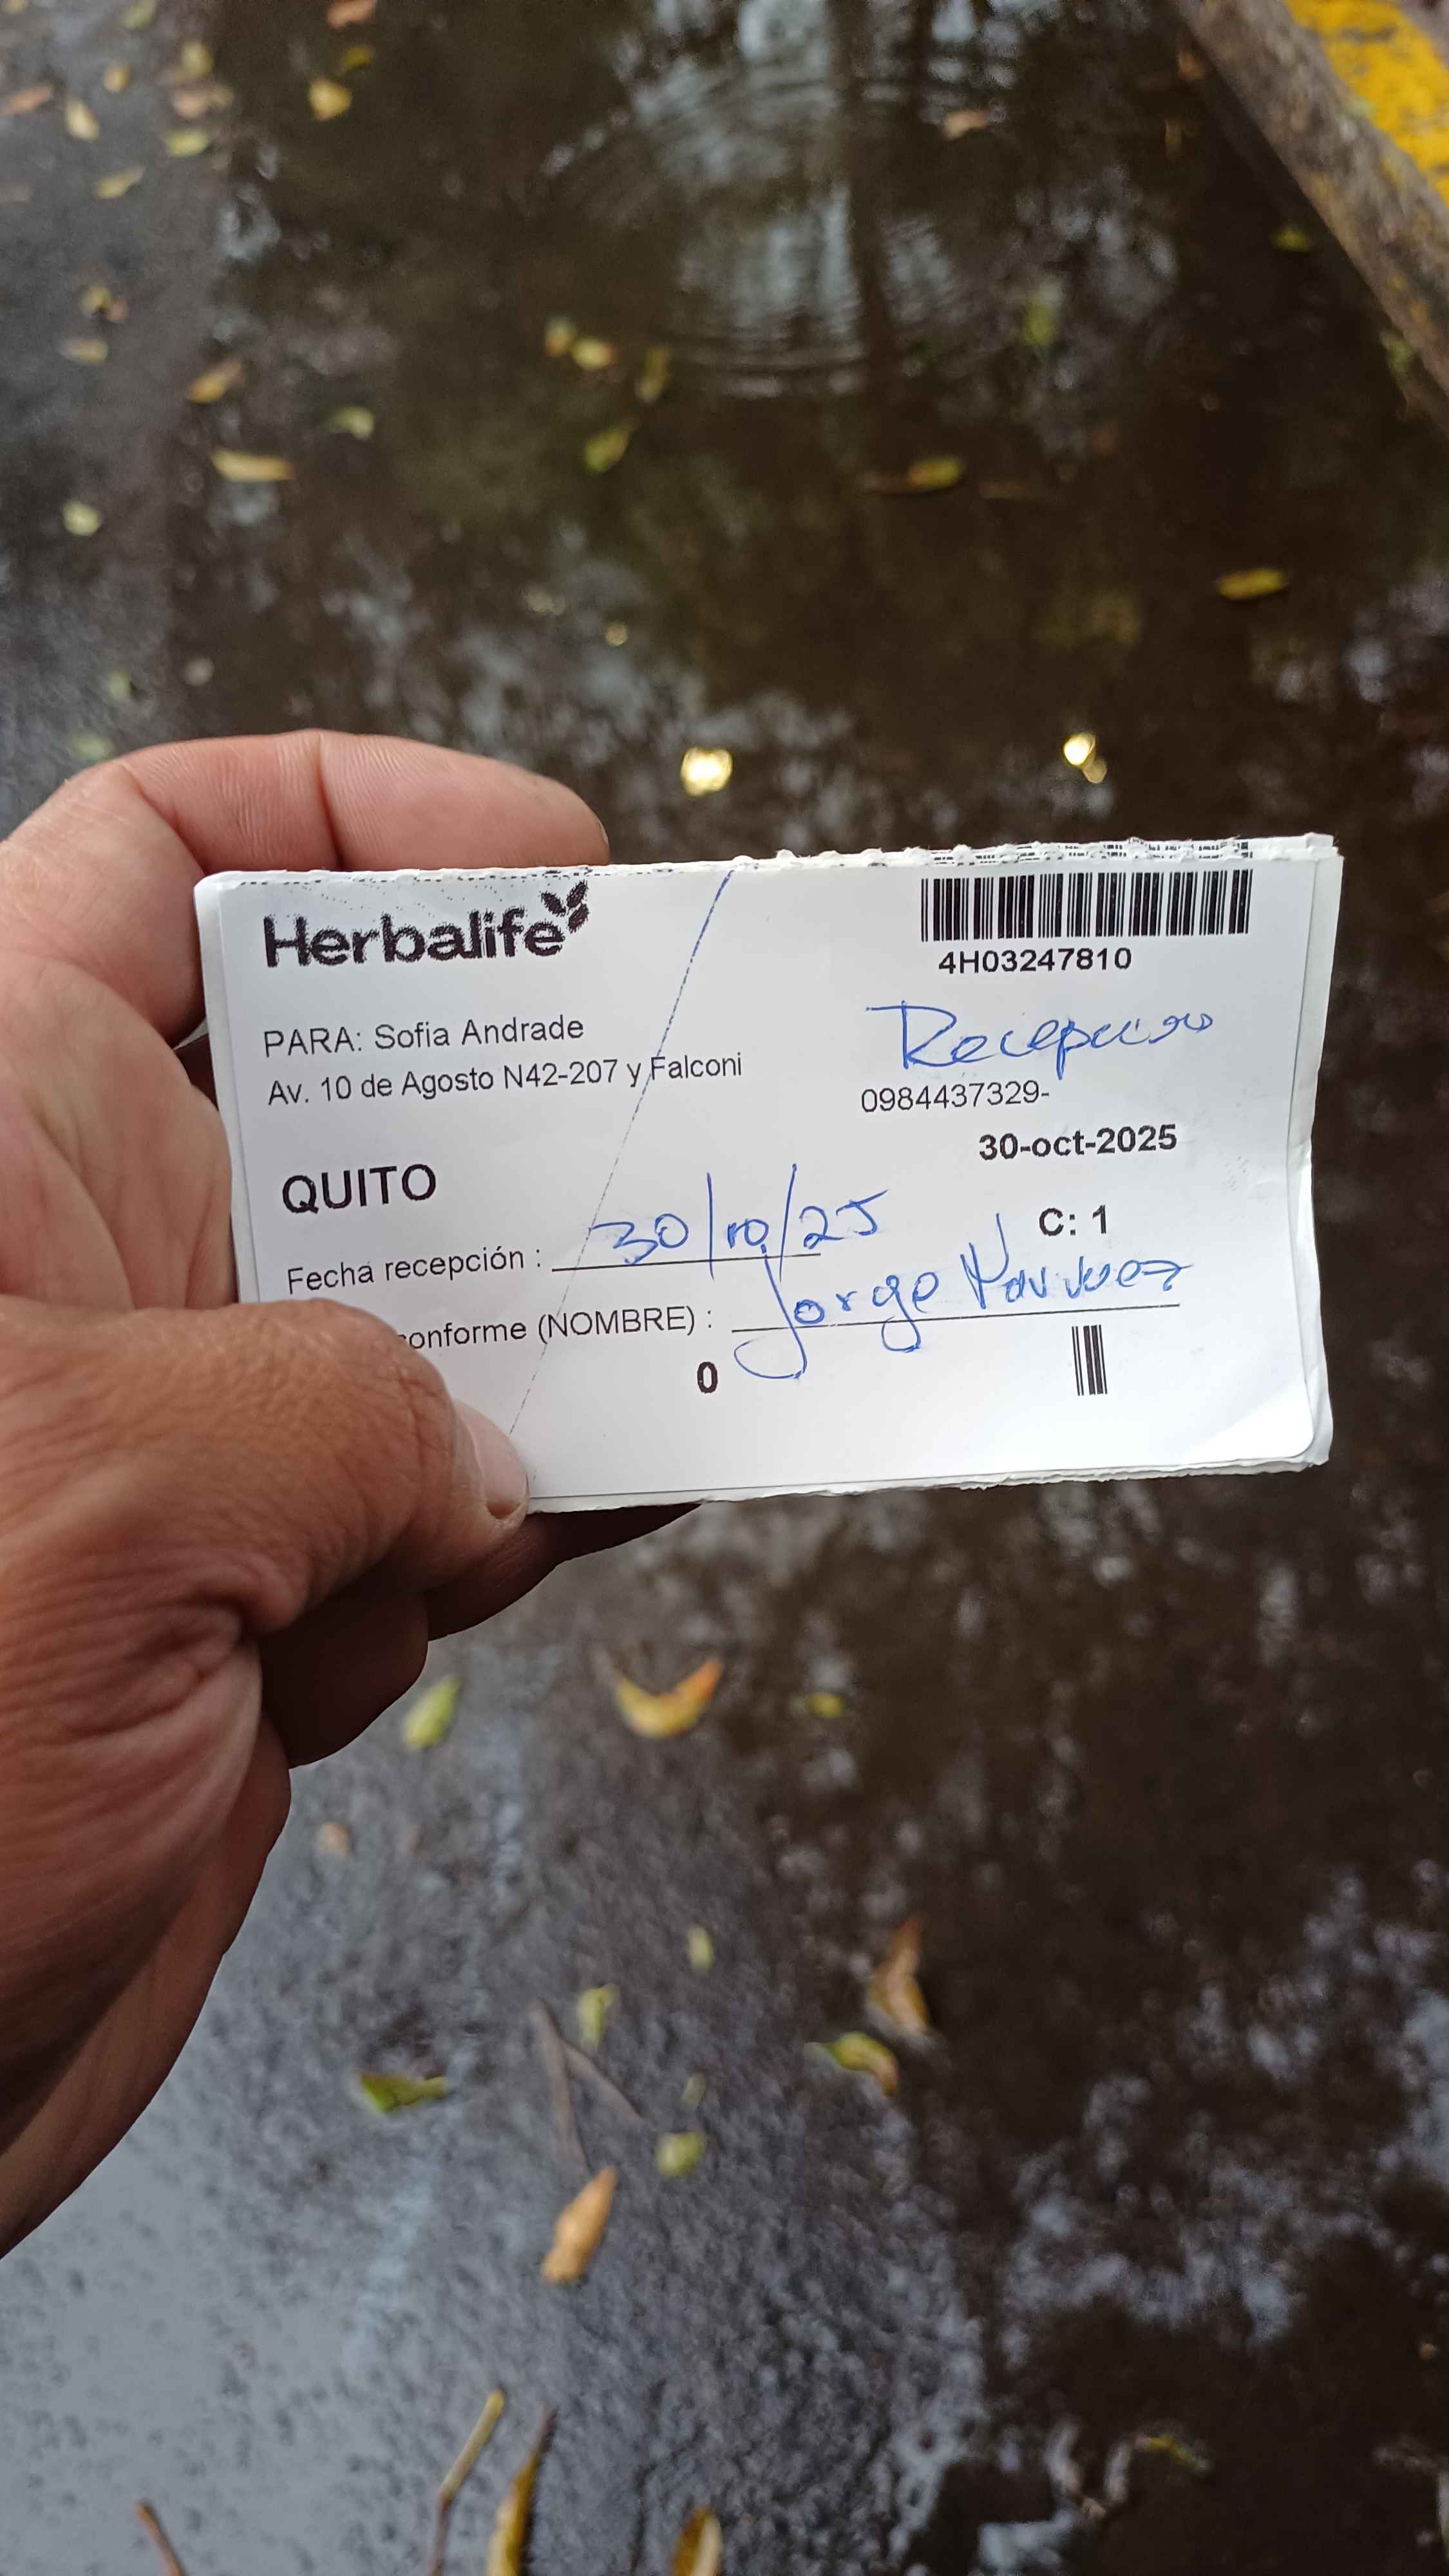 Herbalife
4H03247810
PARA: Sofia Andrade
Recepcion
Av. 10 de Agosto N42-207 y Falconi
0984437329-
30-oct-2025
QUITO
C: 1
Fecha recepción : 30/10/25
conforme (NOMBRE) : Jorge
0